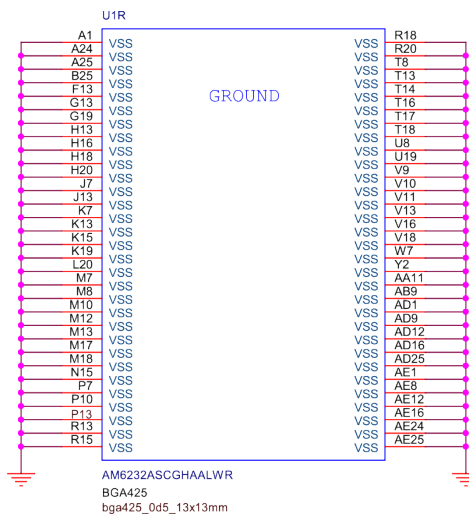 U1R
A1 VSS VSS R18
A24 VSS VSS R20
A25 VSS VSS T8
B25 VSS VSS T13
F13 VSS GROUND VSS T14
G13 VSS VSS T16
G19 VSS VSS T17
H13 VSS VSS T18
H16 VSS VSS U8
H18 VSS VSS U19
H20 VSS VSS V9
J7 VSS VSS V10
J13 VSS VSS V11
K7 VSS VSS V13
K13 VSS VSS V16
K15 VSS VSS V18
K19 VSS VSS W7
L20 VSS VSS Y2
M7 VSS VSS AA11
M8 VSS VSS AB9
M10 VSS VSS AD1
M12 VSS VSS AD9
M13 VSS VSS AD12
M17 VSS VSS AD16
M18 VSS VSS AD25
N15 VSS VSS AE1
P7 VSS VSS AE8
P10 VSS VSS AE12
P13 VSS VSS AE16
R13 VSS VSS AE24
R15 VSS VSS AE25
AM6232ASCGHAALWR
BGA425
bga425_0d5_13x13mm